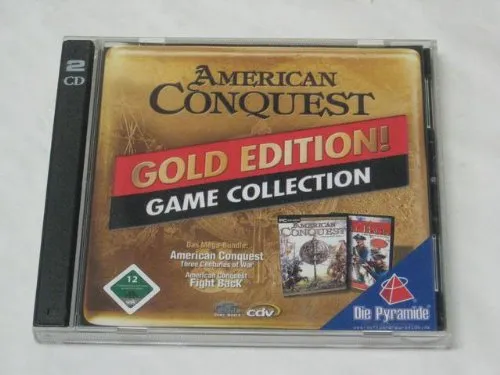 2
CD
AMERICAN
CONQUEST
GOLD EDITION!
GAME COLLECTION
Das Mega-Bundle:
American Conquest
Three Centuries of War
American Conquest
Fight Back
AMERICAN
CONQUEST
12
cdv
Die Pyramide